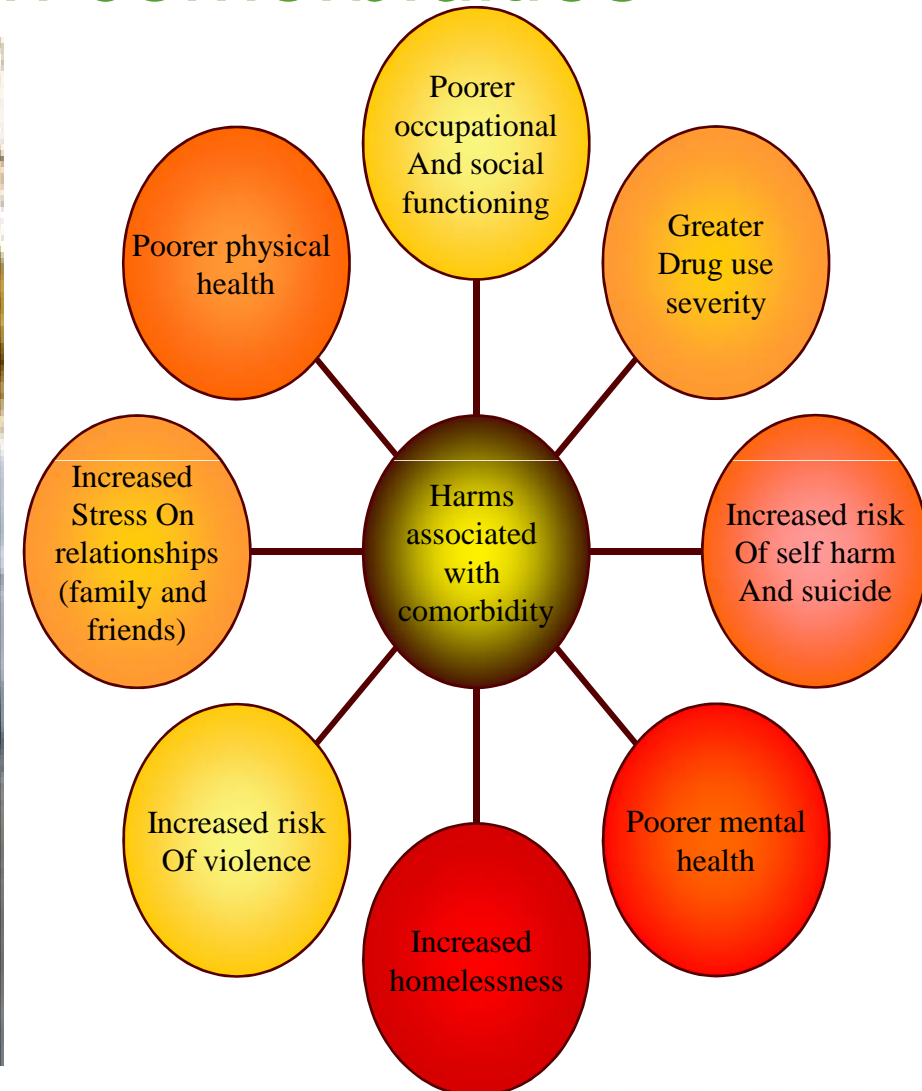 Poorer
occupational
And social
functioning
Greater
Drug use
severity
Increased risk
Of self harm
And suicide
Poorer mental
health
Increased
homelessness
Increased risk
Of violence
Increased
Stress On
relationships
(family and
friends)
Poorer physical
health
Harms
associated
with
comorbidity